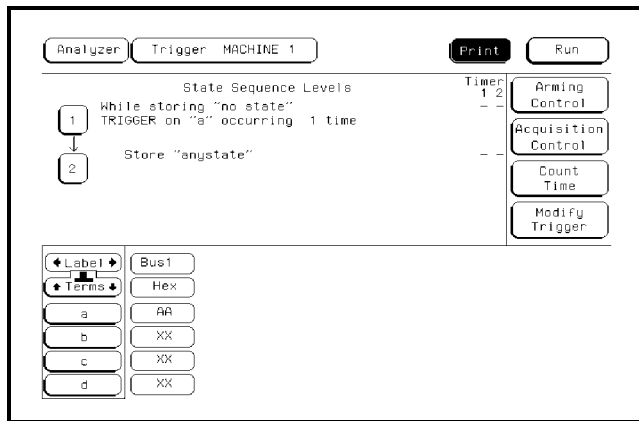 Analyzer Trigger MACHINE 1 Print Run
State Sequence Levels
Timer
1 2
1
While storing "no state"
TRIGGER on "a" occurring 1 time
- -
2
Store "anystate"
- -
Arming
Control
Acquisition
Control
Count
Time
Modify
Trigger
Label Bus1
Terms Hex
a AA
b XX
c XX
d XX